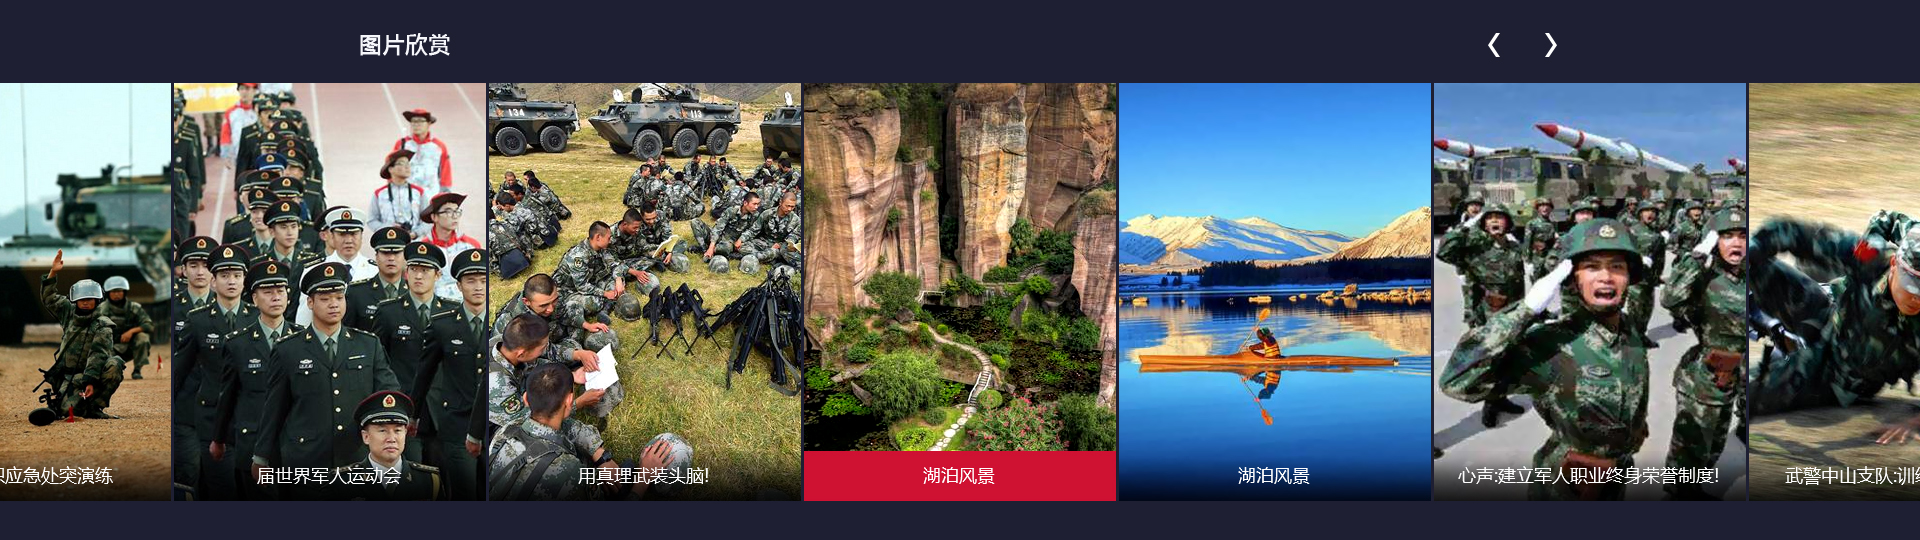 图片欣赏
134
113
应急处突演练
届世界军人运动会
用真理武装头脑!
湖泊风景
湖泊风景
心声:建立军人职业终身荣誉制度!
武警中山支队:训